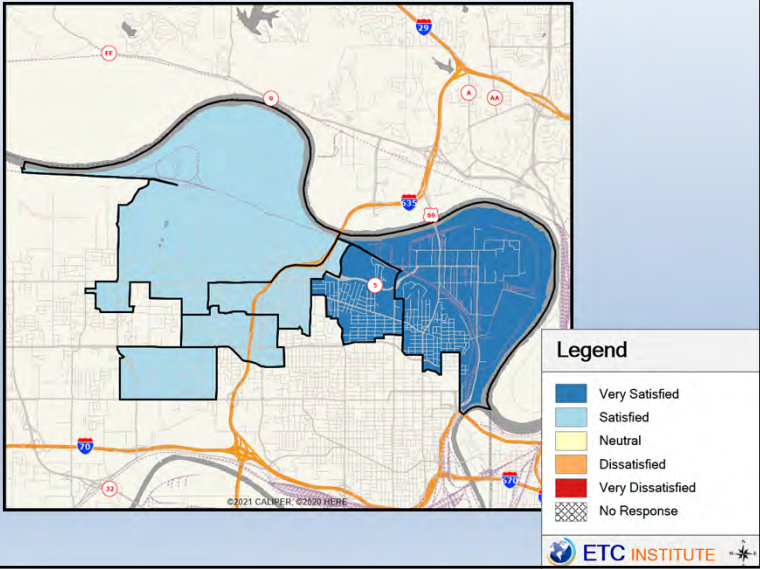 29
FF
A
AA
9
635
69
5
Legend
Very Satisfied
Satisfied
Neutral
Dissatisfied
Very Dissatisfied
No Response
70
32
670
©2021 CALIPER; ©2020 HERE
ETC INSTITUTE
N
W
E
S